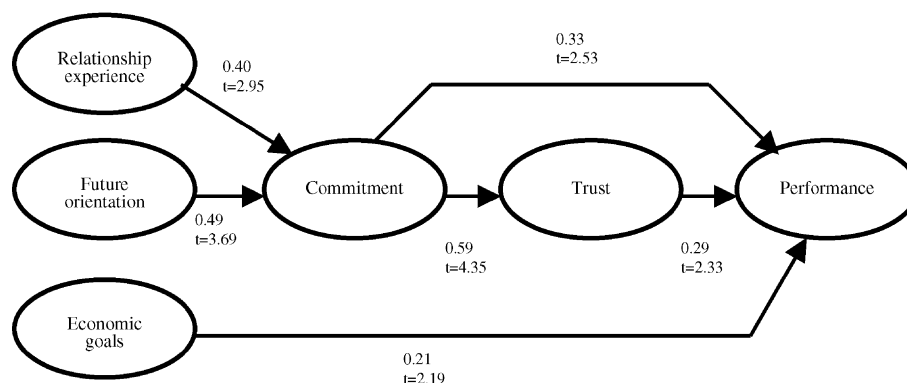 0.33
t=2.53
Relationship
experience
0.40
t=2.95
Future
orientation
0.49
t=3.69
Commitment
0.59
t=4.35
Trust
0.29
t=2.33
Performance
Economic
goals
0.21
t=2.19